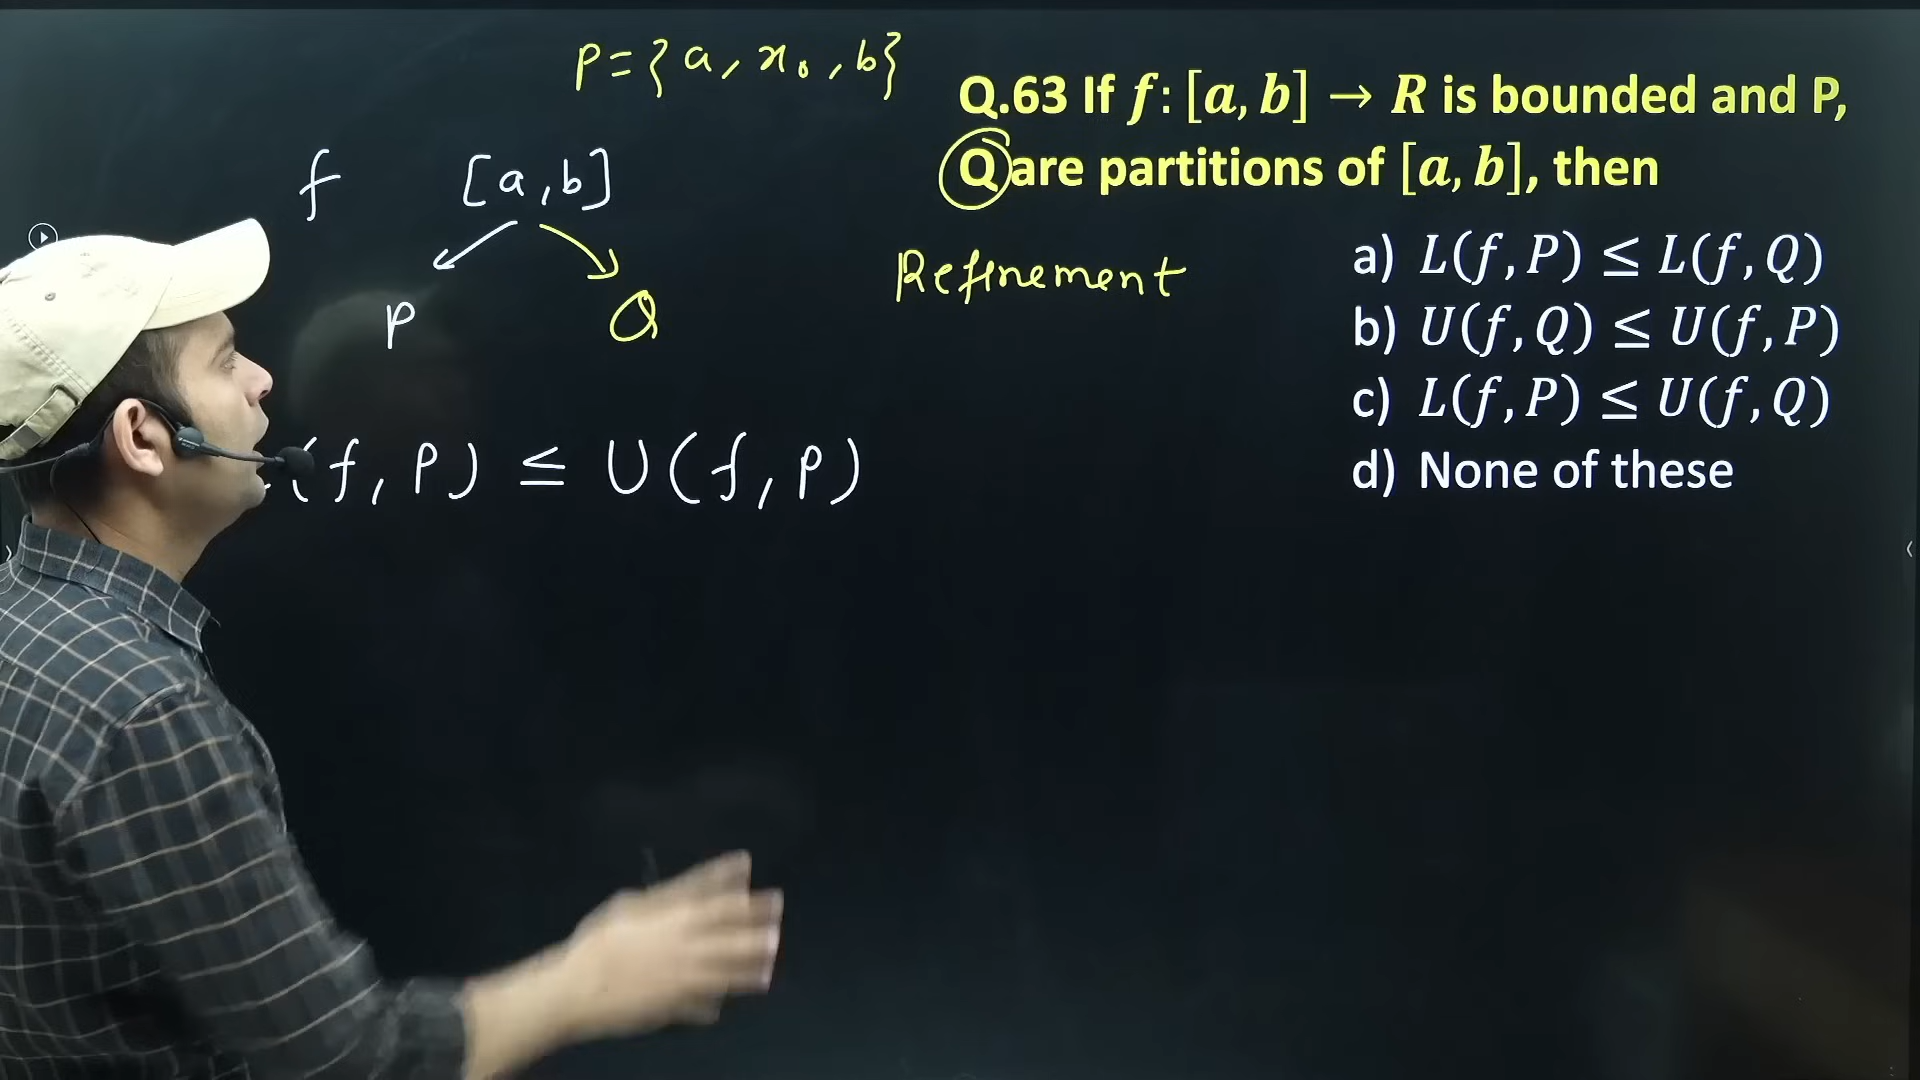 P = { a, x₀, b }
Q.63 If f: [a, b] → R is bounded and P,
Q are partitions of [a, b], then
f [a, b]
P Q
Refinement
a) L(f, P) ≤ L(f, Q)
b) U(f, Q) ≤ U(f, P)
c) L(f, P) ≤ U(f, Q)
d) None of these
(f, P) ≤ U(f, P)